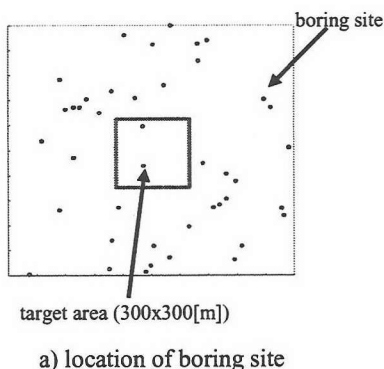 boring site
target area (300x300[m])
a) location of boring site